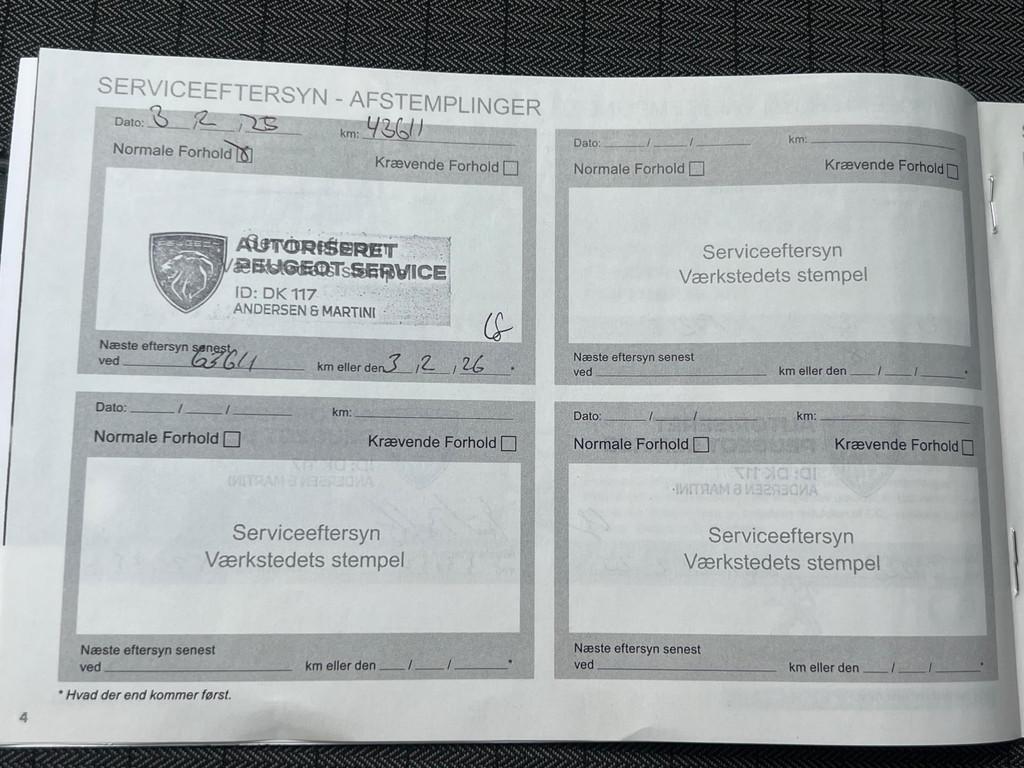 SERVICEEFTERSYN - AFSTEMPLINGER
Dato: 3 2 , 25 km: 43611
Normale Forhold Krævende Forhold
PEUGEOT
AUTORISERET
PEUGEOT SERVICE
ID: DK 117
ANDERSEN & MARTINI
Næste eftersyn senest
ved 63611 km eller den 3 , 2 , 26 .
Dato: / / km:
Normale Forhold Krævende Forhold
Serviceeftersyn
Værkstedets stempel
Næste eftersyn senest
ved km eller den / / *
Dato: / / km:
Normale Forhold Krævende Forhold
Serviceeftersyn
Værkstedets stempel
Næste eftersyn senest
ved km eller den / / *
Dato: / / km:
Normale Forhold Krævende Forhold
Serviceeftersyn
Værkstedets stempel
Næste eftersyn senest
ved km eller den / / *
* Hvad der end kommer først.
4